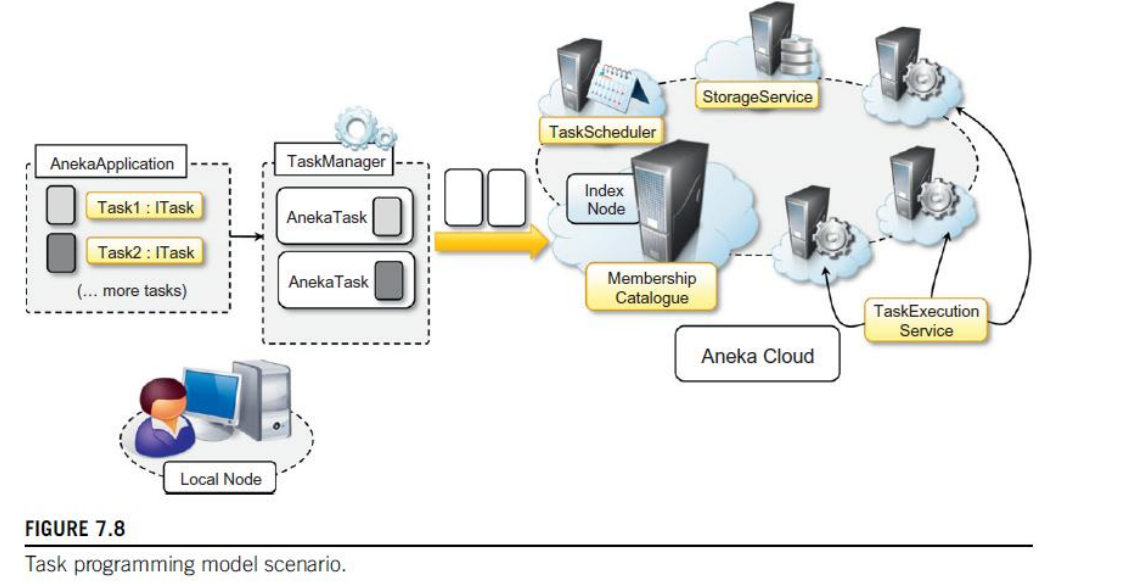 AnekaApplication
Task1 : ITask
Task2 : ITask
(... more tasks)
TaskManager
AnekaTask
AnekaTask
Local Node
TaskScheduler
StorageService
Index
Node
Membership
Catalogue
TaskExecution
Service
Aneka Cloud
FIGURE 7.8
Task programming model scenario.